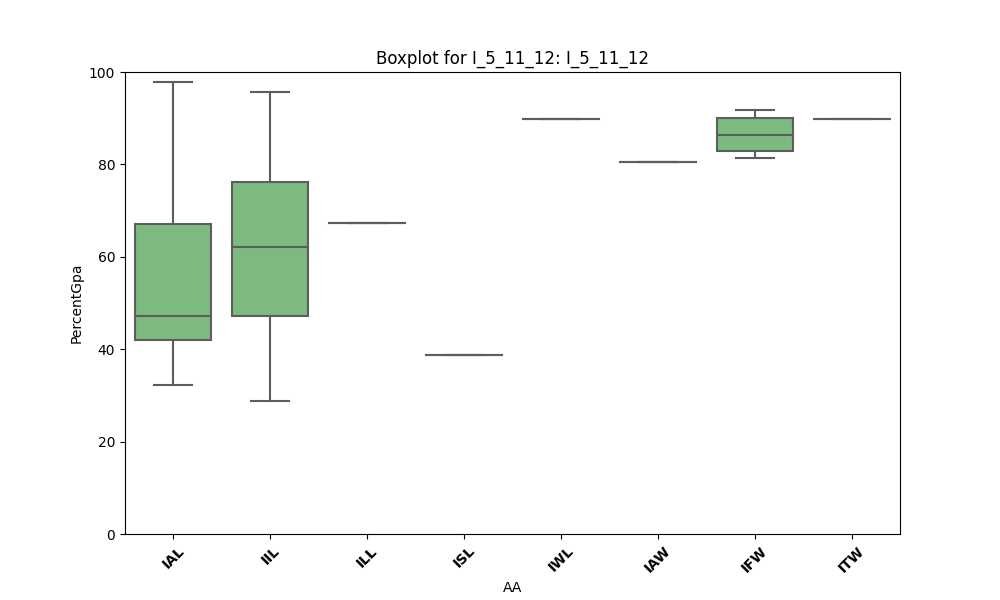 Boxplot for I_5_11_12: I_5_11_12
PercentGpa
100
80
60
40
20
0
IAL
IIL
ILL
ISL
IWL
IAW
IFW
ITW
AA